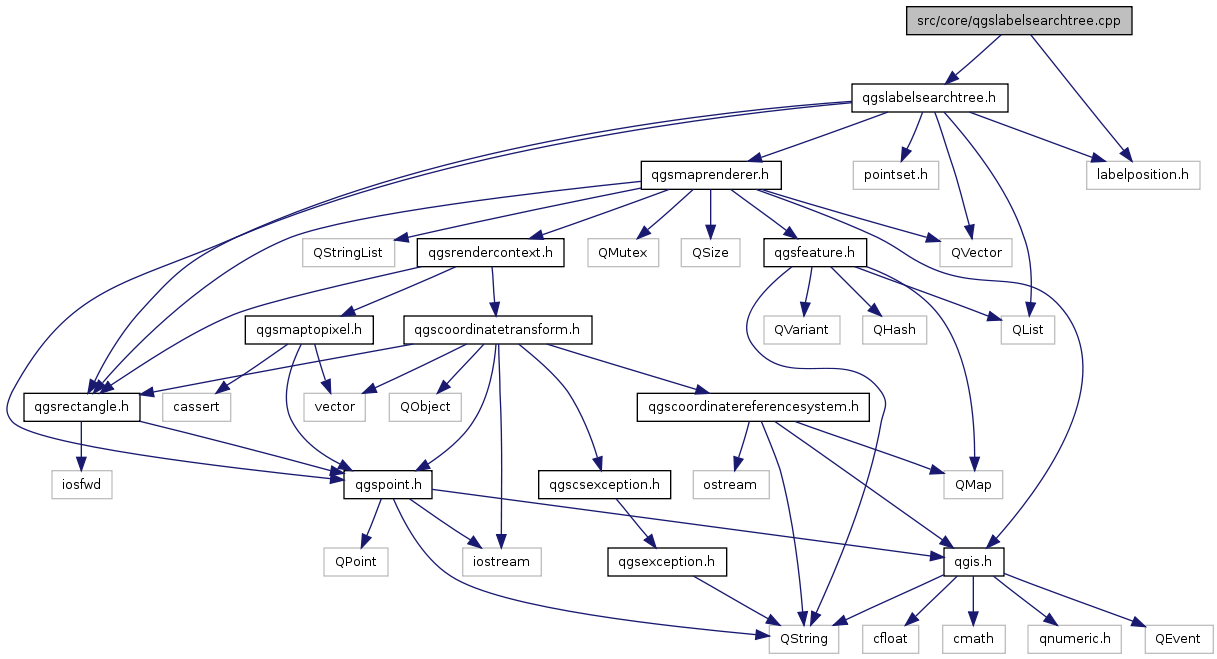 src/core/qgslabelsearchtree.cpp
qgslabelsearchtree.h
qgsmaprenderer.h
pointset.h
labelposition.h
QStringList
qgsrendercontext.h
QMutex
QSize
qgsfeature.h
QVector
qgsmaptopixel.h
qgscoordinatetransform.h
QVariant
QHash
QList
qgsrectangle.h
cassert
vector
QObject
qgscoordinatereferencesystem.h
iosfwd
qgspoint.h
qgscsexception.h
ostream
QMap
QPoint
iostream
qgsexception.h
qgis.h
QString
cfloat
cmath
qnumeric.h
QEvent